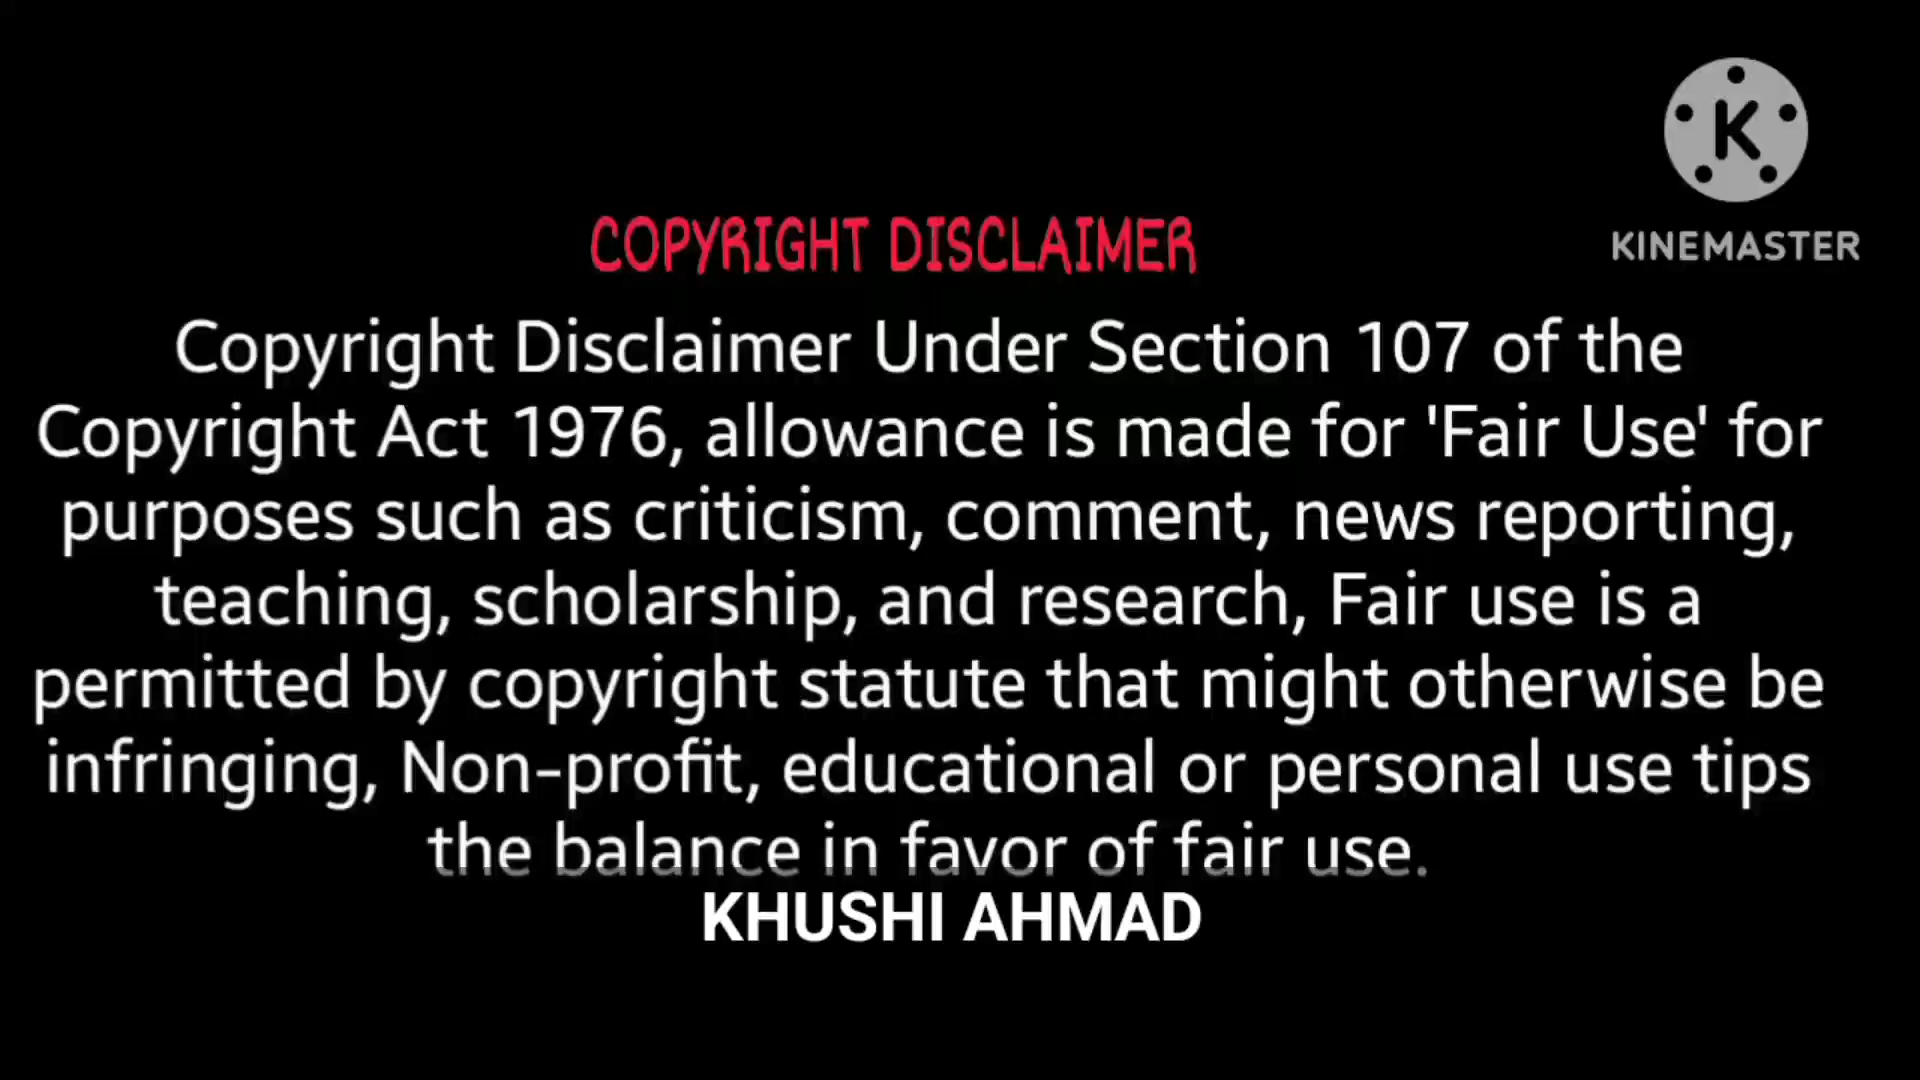 K
KINEMASTER
COPYRIGHT DISCLAIMER
Copyright Disclaimer Under Section 107 of the
Copyright Act 1976, allowance is made for 'Fair Use' for
purposes such as criticism, comment, news reporting,
teaching, scholarship, and research, Fair use is a
permitted by copyright statute that might otherwise be
infringing, Non-profit, educational or personal use tips
the balance in favor of fair use.
KHUSHI AHMAD